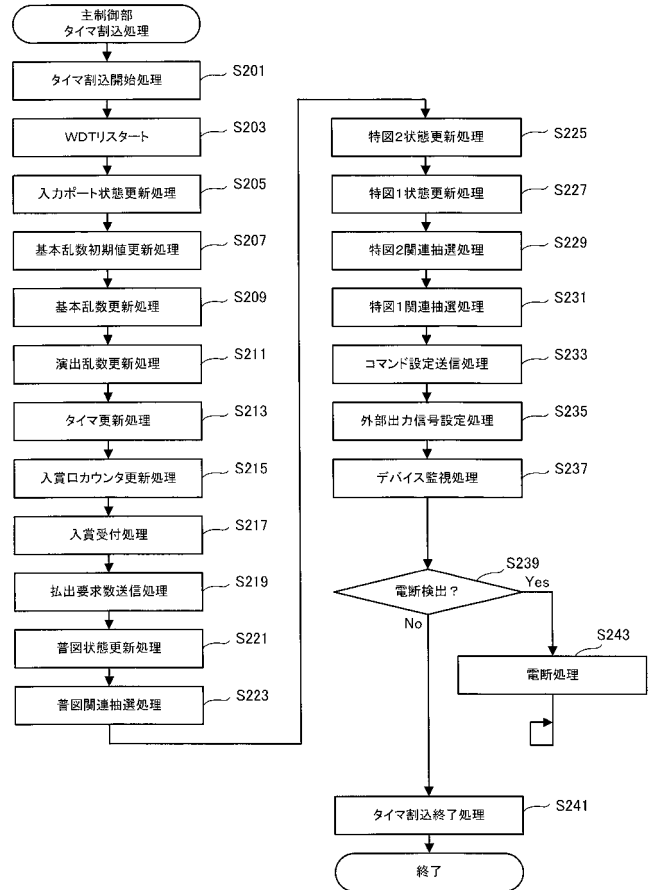 主制御部
タイマ割込処理
タイマ割込開始処理
S201
WDTリスタート
S203
入力ポート状態更新処理
S205
基本乱数初期値更新処理
S207
基本乱数更新処理
S209
演出乱数更新処理
S211
タイマ更新処理
S213
入賞口カウンタ更新処理
S215
入賞受付処理
S217
払出要求数送信処理
S219
普図状態更新処理
S221
普図関連抽選処理
S223
特図2状態更新処理
S225
特図1状態更新処理
S227
特図2関連抽選処理
S229
特図1関連抽選処理
S231
コマンド設定送信処理
S233
外部出力信号設定処理
S235
デバイス監視処理
S237
電断検出？
S239
Yes
No
電断処理
S243
タイマ割込終了処理
S241
終了